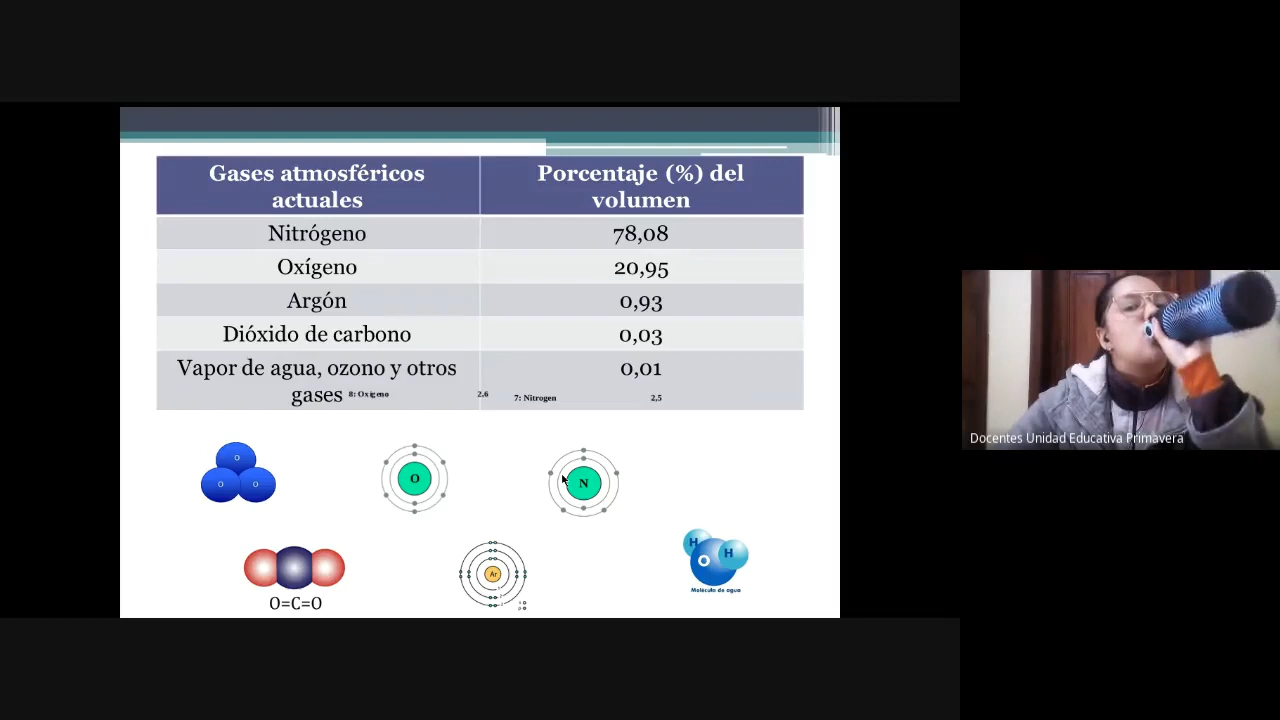 Gases atmosféricos
actuales
Porcentaje (%) del
volumen
Nitrógeno
78,08
Oxígeno
20,95
Argón
0,93
Dióxido de carbono
0,03
Vapor de agua, ozono y otros
gases
0,01
8: Oxígeno 2,6
7: Nitrogen 2,5
O
O O
O
N
O=C=O
Ar
H
H
O
Molécula de agua
Docentes Unidad Educativa Primavera